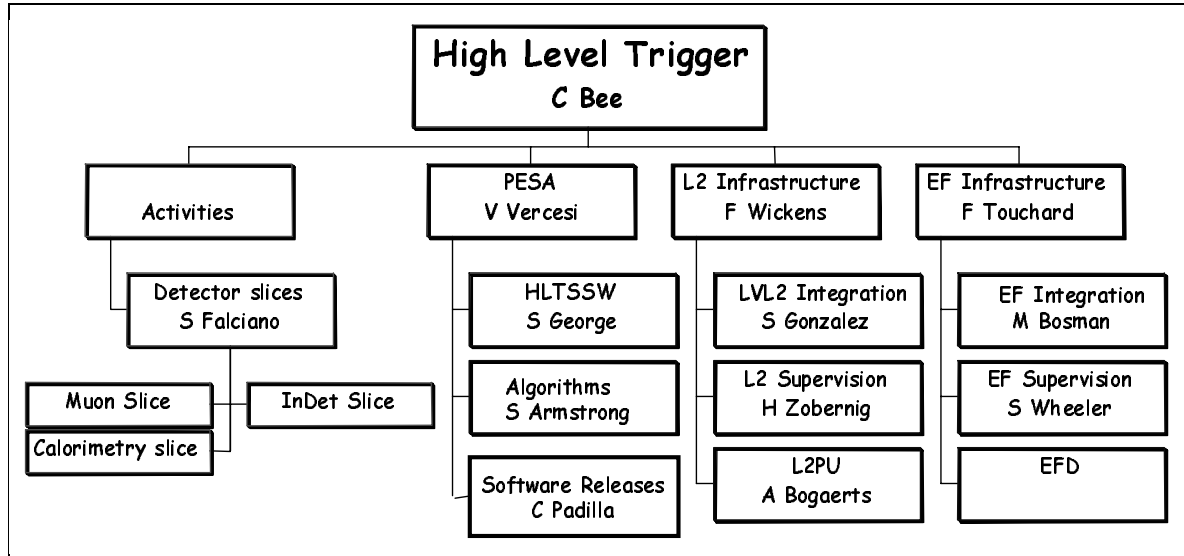 High Level Trigger
C Bee
Activities
PESA
V Vercesi
L2 Infrastructure
F Wickens
EF Infrastructure
F Touchard
Detector slices
S Falciano
Muon Slice
InDet Slice
Calorimetry slice
HLTSSW
S George
Algorithms
S Armstrong
Software Releases
C Padilla
LVL2 Integration
S Gonzalez
L2 Supervision
H Zobernig
L2PU
A Bogaerts
EF Integration
M Bosman
EF Supervision
S Wheeler
EFD